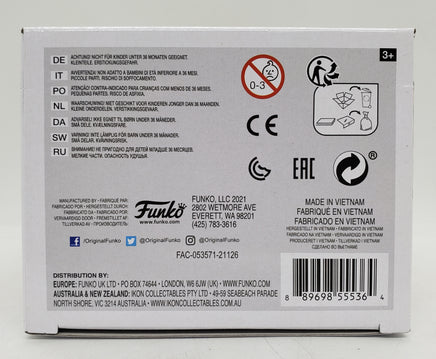 3+
DE ACHTUNG! NICHT FÜR KINDER UNTER 36 MONATEN GEEIGNET.
KLEINTEILE. ERSTICKUNGSGEFAHR.
IT AVVERTENZA: NON ADATTO A BAMBINI DI ETÀ INFERIORE A 36 MESI.
PICCOLE PARTI. RISCHIO DI SOFFOCAMENTO.
PO ATENÇÃO: CONTRA-INDICADO PARA CRIANÇAS COM MENOS DE 36 MESES.
PEQUENAS PARTES. RISCO DE ASFIXIA.
NL WAARSCHUWING! NIET GESCHIKT VOOR KINDEREN JONGER DAN 36 MAANDEN.
KLEINE ONDERDELEN. VERSTIKKINGSGEVAAR.
DA ADVARSEL! IKKE EGNET TIL BØRN UNDER 36 MÅNEDER.
SMÅ DELE. KVÆLNINGSFARE.
SW VARNING! INTE LÄMPLIG FÖR BARN UNDER 36 MÅNADER.
SMÅ DELAR. KVÄVNINGSRISK.
RU ВНИМАНИЕ! НЕ ПРИГОДНО ДЛЯ ДЕТЕЙ МЛАДШЕ 36 МЕСЯЦЕВ.
МЕЛКИЕ ЧАСТИ. ОПАСНОСТЬ УДУШЬЯ.
0-3
CE
EAC
®
MANUFACTURED BY • FABRIQUÉ PAR
FABRICADO POR • HERGESTELLT DURCH
FABRICADO POR • VERVAARDIGD DOOR
FREMSTILLET AF • TILLVERKAD AV • ПРОИЗВЕДЕНО
Funko
FUNKO, LLC 2021
2802 WETMORE AVE
EVERETT, WA 98201
(425) 783-3616
/OriginalFunko @OriginalFunko @OriginalFunko
FAC-053571-21126
MADE IN VIETNAM
FABRIQUÉ EN VIETNAM
FABRICADO EN VIETNAM
HERGESTELLT IN VIETNAM • FABBRICATO IN VIETNAM
FABRICADO NA VIETNAM • VERVAARDIGD IN VIETNAM
PRODUCERET I VIETNAM • TILLVERKAD I VIETNAM
СДЕЛАНО ВО ВЬЕТНАМЕ
DISTRIBUTION BY:
EUROPE: FUNKO UK LTD • PO BOX 74644 • LONDON, W6 6JW (UK) • WWW.FUNKO.COM
AUSTRALIA & NEW ZEALAND: IKON COLLECTABLES PTY LTD • 49-59 SEABEACH PARADE
NORTH SHORE, VIC 3214 AUSTRALIA • WWW.IKONCOLLECTABLES.COM.AU
8 89698 55536 4